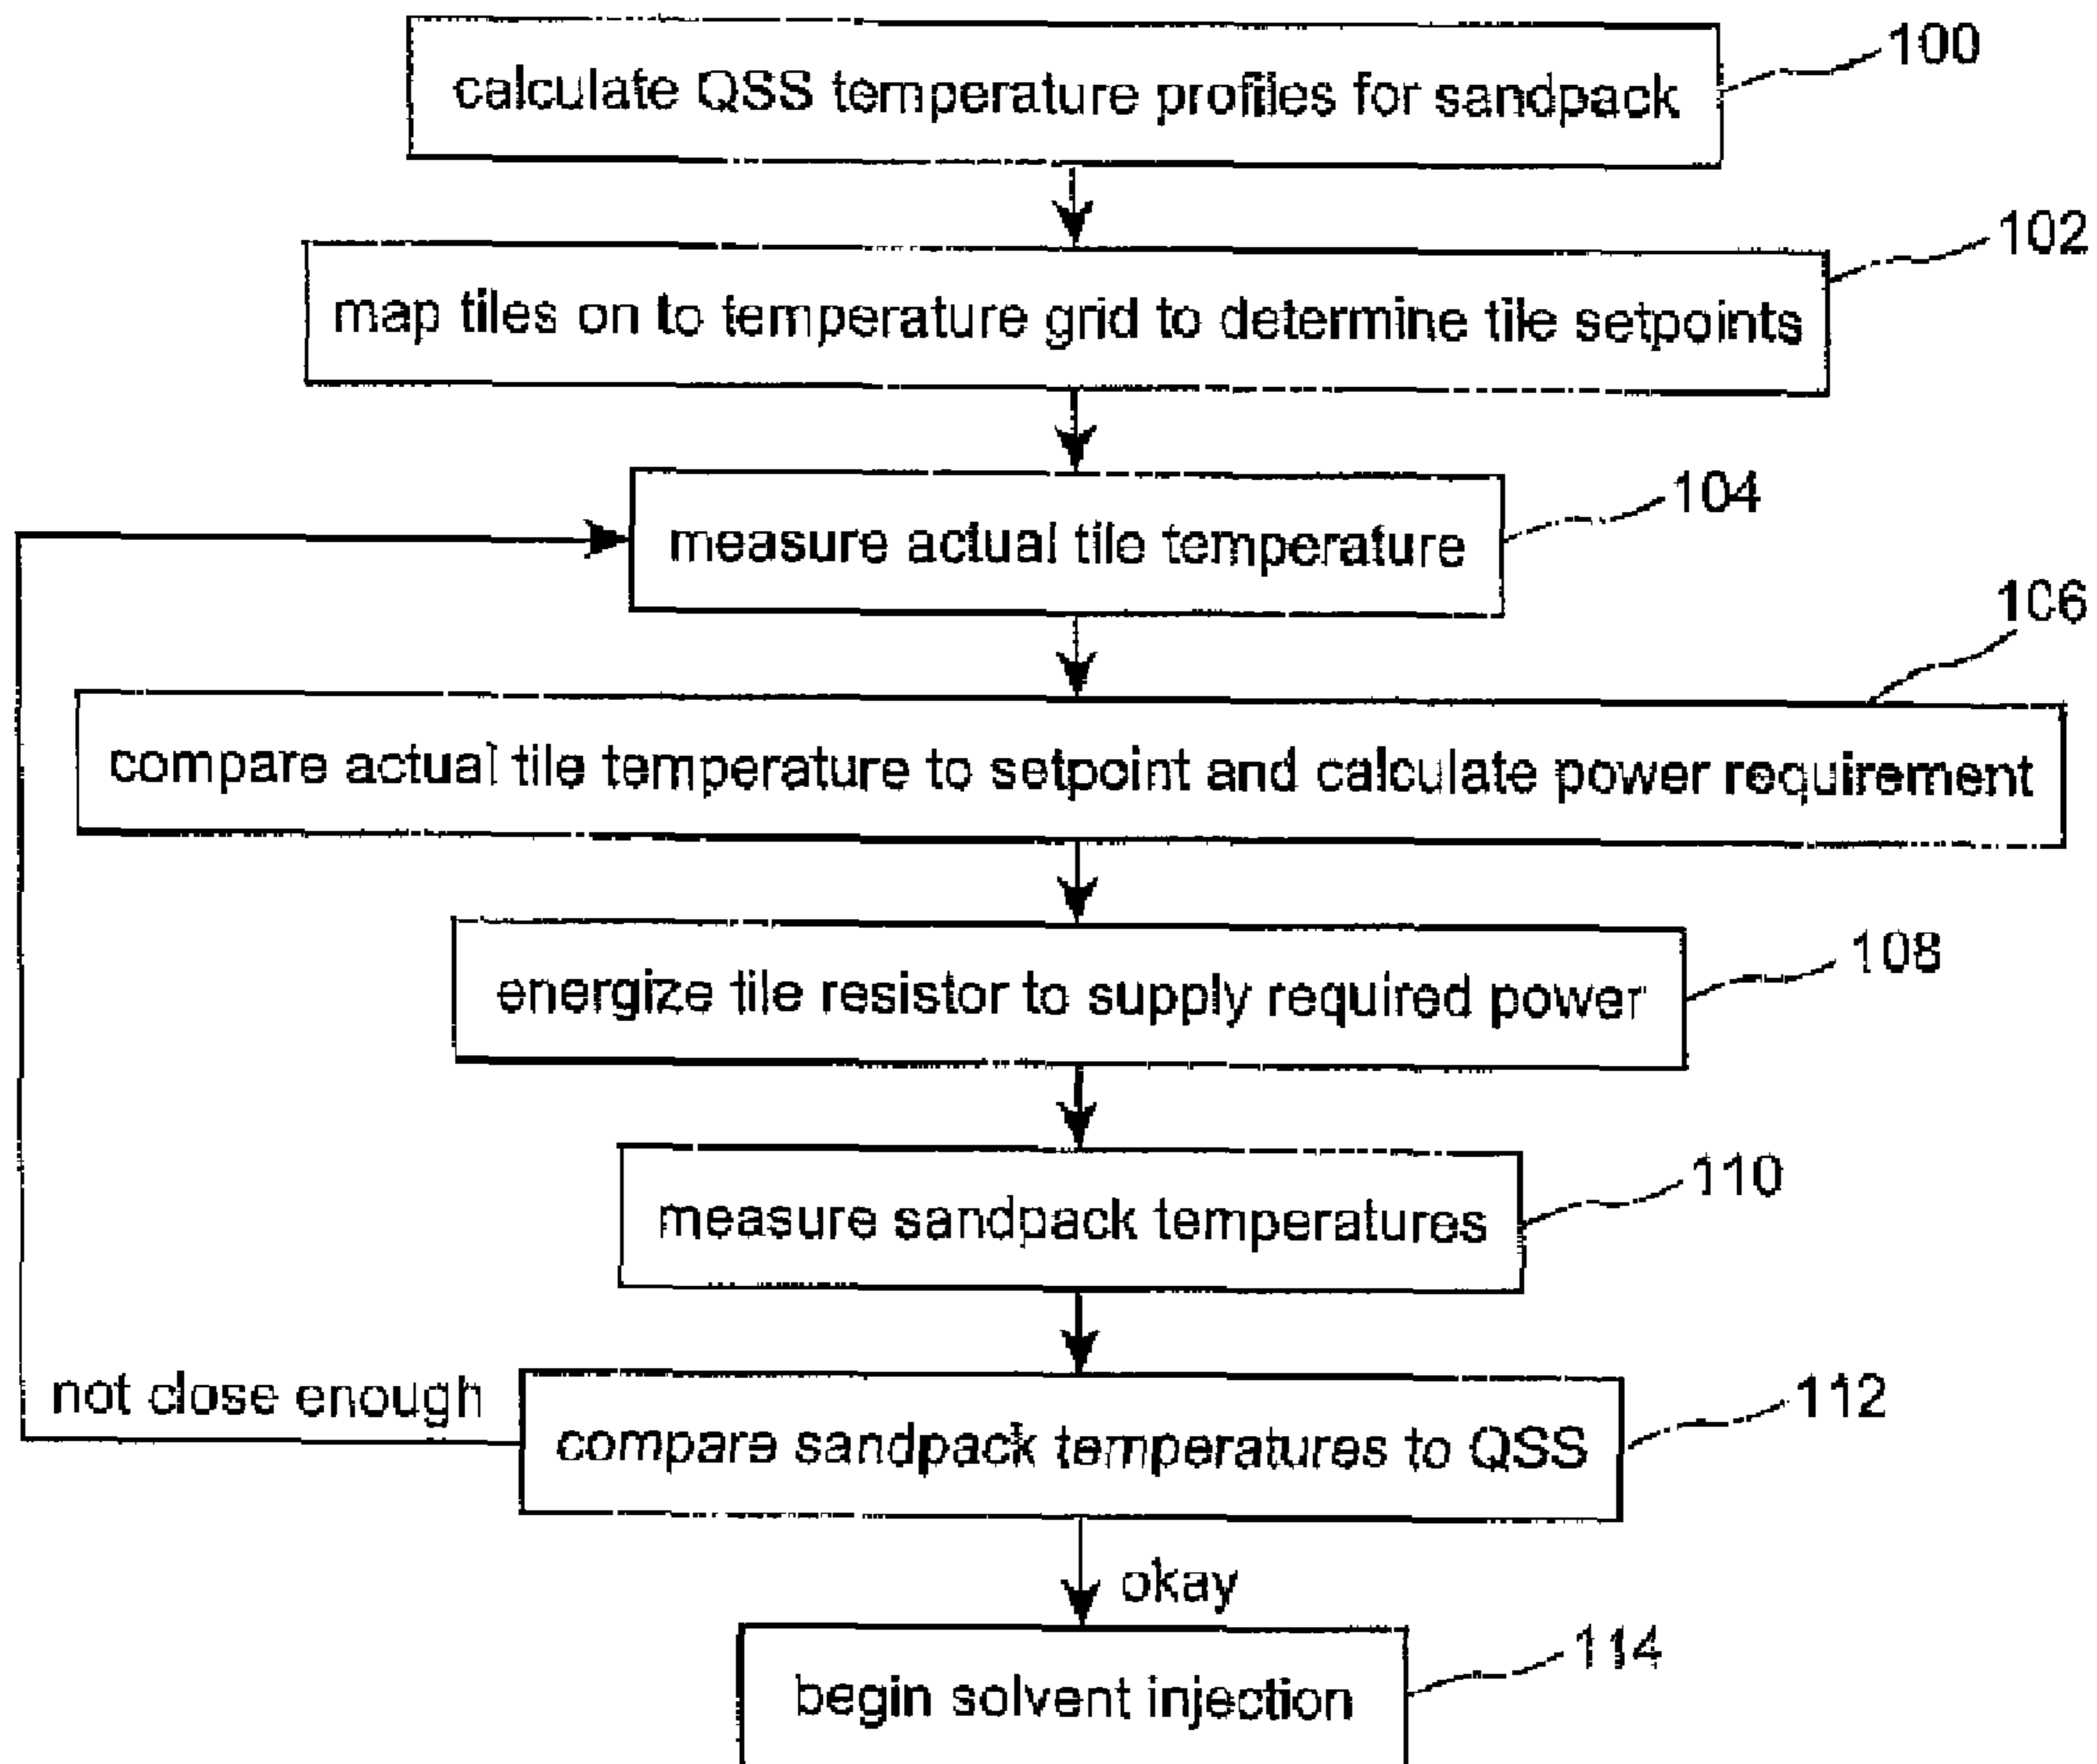 calculate QSS temperature profiles for sandpack
100
map tiles on to temperature grid to determine tile setpoints
102
measure actual tile temperature
104
106
compare actual tile temperature to setpoint and calculate power requirement
energize tile resistor to supply required power
108
measure sandpack temperatures
110
not close enough
compare sandpack temperatures to QSS
112
okay
begin solvent injection
114